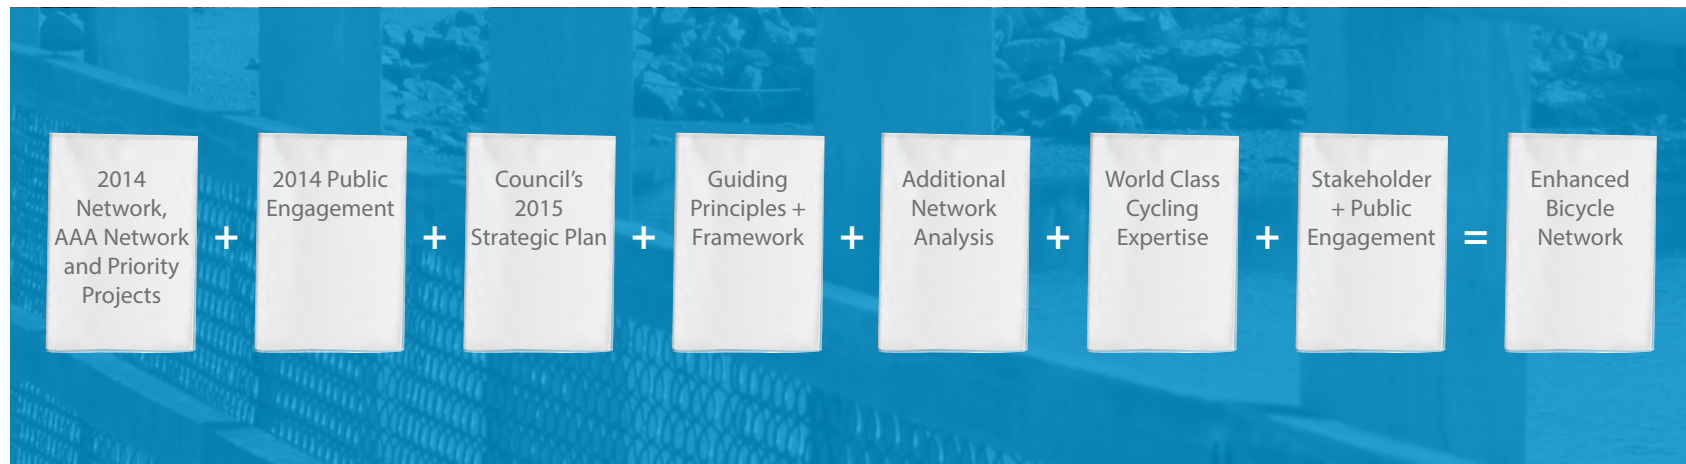 2014
Network,
AAA Network
and Priority
Projects
+
2014 Public
Engagement
+
Council’s
2015
Strategic Plan
+
Guiding
Principles +
Framework
+
Additional
Network
Analysis
+
World Class
Cycling
Expertise
+
Stakeholder
+ Public
Engagement
=
Enhanced
Bicycle
Network